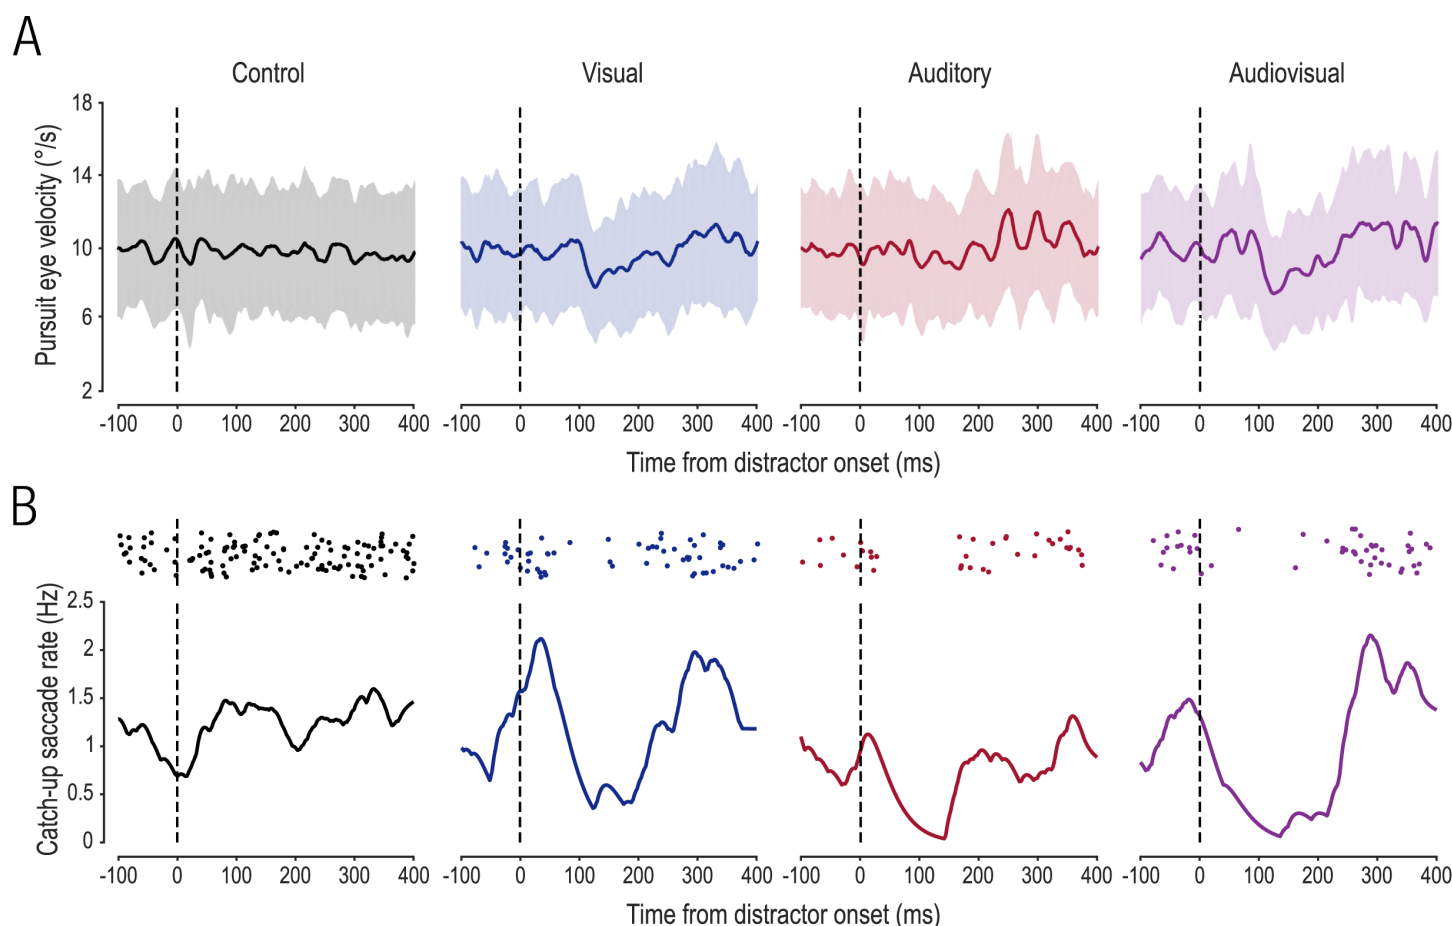 A
Control Visual Auditory Audiovisual
Pursuit eye velocity (°/s)
18
14
10
6
2
-100 0 100 200 300 400 -100 0 100 200 300 400 -100 0 100 200 300 400 -100 0 100 200 300 400
Time from distractor onset (ms)
B
Catch-up saccade rate (Hz)
2.5
2
1.5
1
0.5
0
-100 0 100 200 300 400 -100 0 100 200 300 400 -100 0 100 200 300 400 -100 0 100 200 300 400
Time from distractor onset (ms)